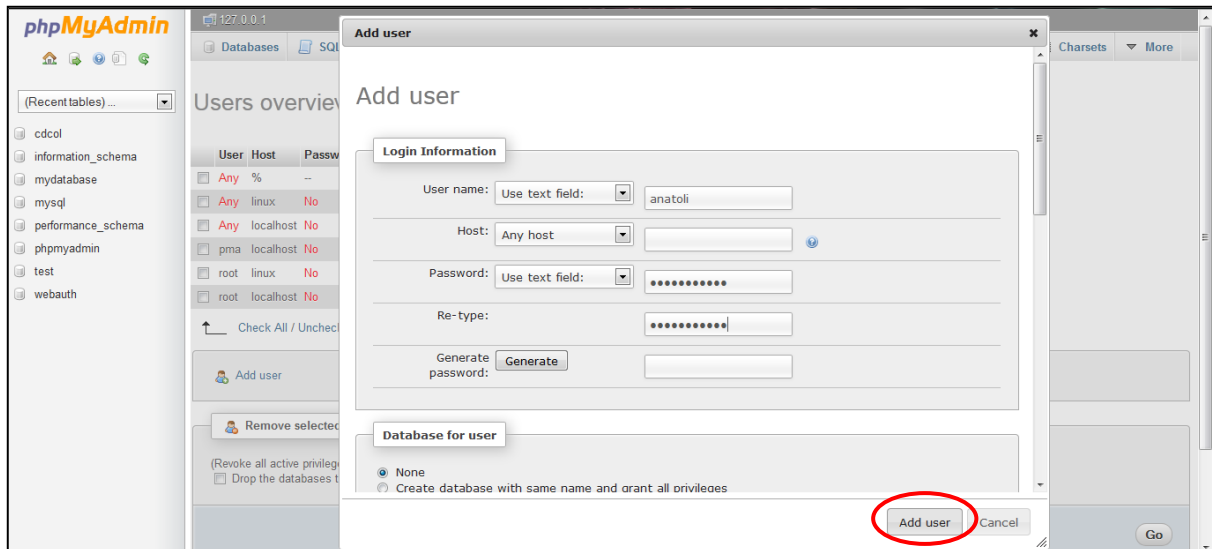 phpMyAdmin
(Recent tables) ...
cdcol
information_schema
mydatabase
mysql
performance_schema
phpmyadmin
test
webauth
127.0.0.1
Databases SQL Charsets More
Users overview
User Host Passw
Any % --
Any linux No
Any localhost No
pma localhost No
root linux No
root localhost No
Check All / Unchecl
Add user
Remove selected
(Revoke all active privileg
Drop the databases t
Go
Add user
Add user
Login Information
User name: Use text field: anatoli
Host: Any host
Password: Use text field: •••••••••••
Re-type: •••••••••••
Generate password: Generate
Database for user
None
Create database with same name and grant all privileges
Add user Cancel